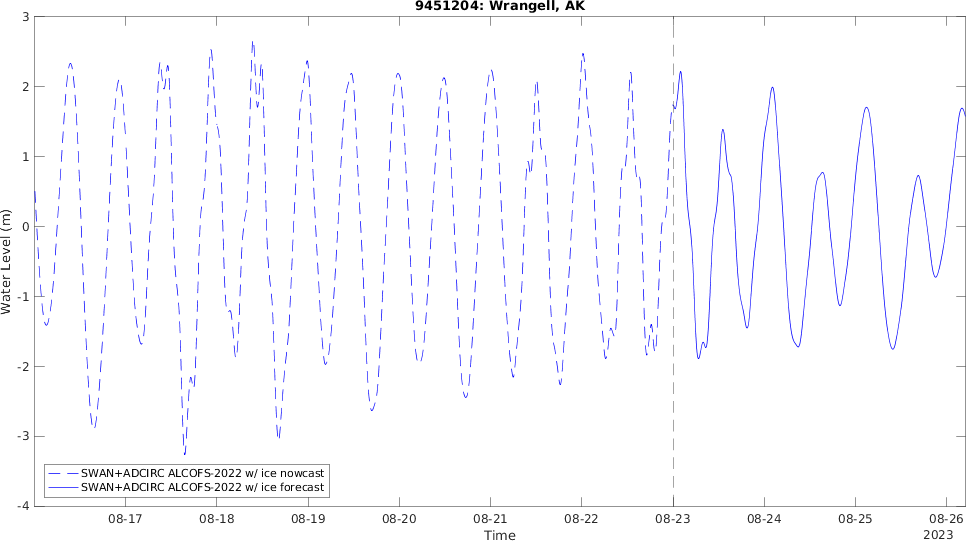 9451204: Wrangell, AK
3
2
1
0
-1
-2
-3
-4
Water Level (m)
SWAN+ADCIRC ALCOFS-2022 w/ ice nowcast
SWAN+ADCIRC ALCOFS-2022 w/ ice forecast
08-17 08-18 08-19 08-20 08-21 08-22 08-23 08-24 08-25 08-26
Time
2023